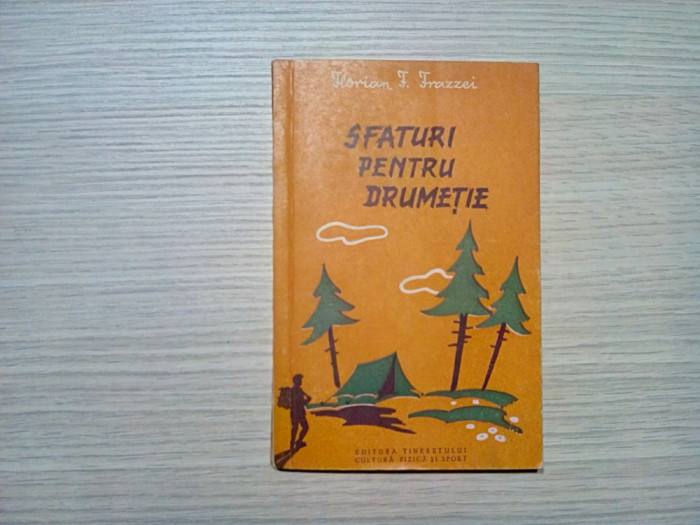 Florian F. Frazzei
SFATURI
PENTRU
DRUMEȚIE
EDITURA TINERETULUI
CULTURĂ FIZICĂ ȘI SPORT